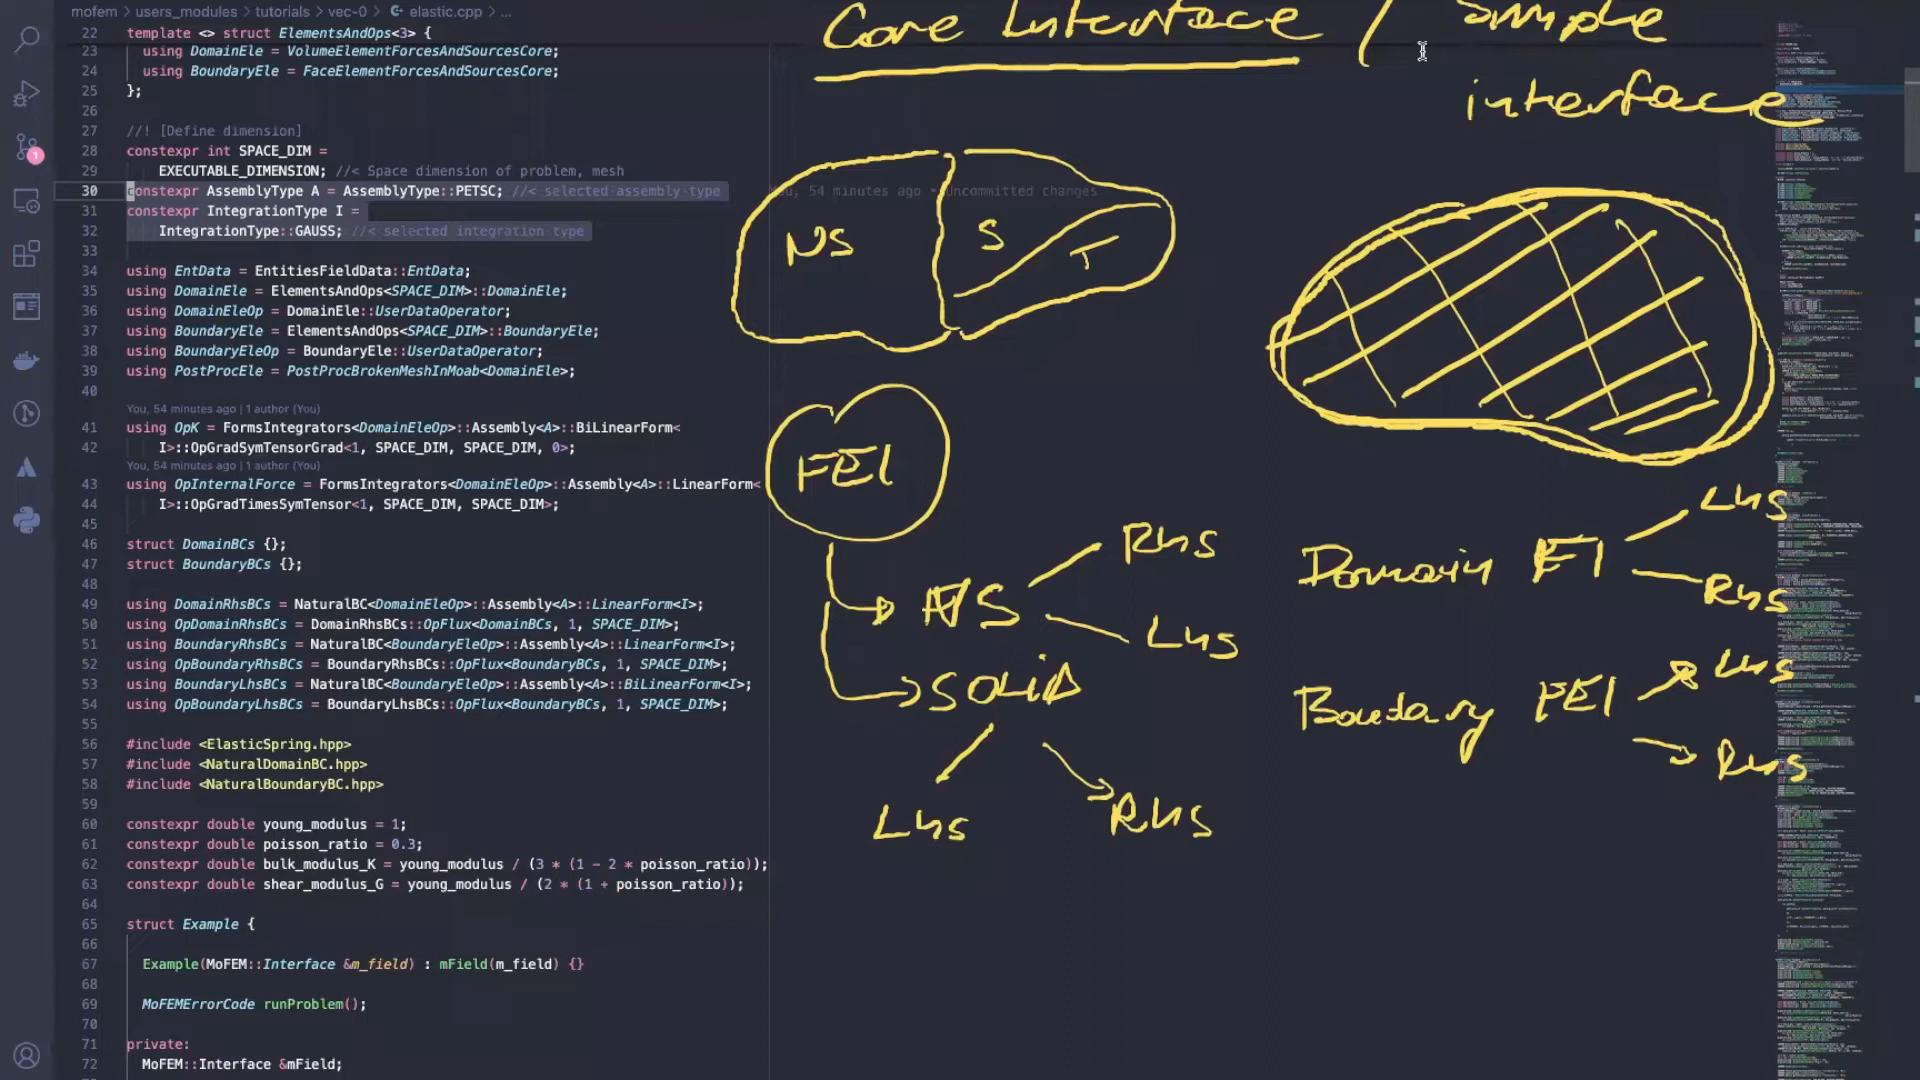 mofem > users_modules > tutorials > vec-0 > elastic.cpp > ...
22 template <> struct ElementsAndOps<3> {
23 using DomainEle = VolumeElementForcesAndSourcesCore;
24 using BoundaryEle = FaceElementForcesAndSourcesCore;
25 };
26
27 //! [Define dimension]
28 constexpr int SPACE_DIM =
29 EXECUTABLE_DIMENSION; //< Space dimension of problem, mesh
30 constexpr AssemblyType A = AssemblyType::PETSC; //< selected assembly type You, 54 minutes ago • Uncommitted changes
31 constexpr IntegrationType I =
32 IntegrationType::GAUSS; //< selected integration type
33
34 using EntData = EntitiesFieldData::EntData;
35 using DomainEle = ElementsAndOps<SPACE_DIM>::DomainEle;
36 using DomainEleOp = DomainEle::UserDataOperator;
37 using BoundaryEle = ElementsAndOps<SPACE_DIM>::BoundaryEle;
38 using BoundaryEleOp = BoundaryEle::UserDataOperator;
39 using PostProcEle = PostProcBrokenMeshInMoab<DomainEle>;
40
You, 54 minutes ago | 1 author (You)
41 using OpK = FormsIntegrators<DomainEleOp>::Assembly<A>::BiLinearForm<
42 I>::OpGradSymTensorGrad<1, SPACE_DIM, SPACE_DIM, 0>;
You, 54 minutes ago | 1 author (You)
43 using OpInternalForce = FormsIntegrators<DomainEleOp>::Assembly<A>::LinearForm<
44 I>::OpGradTimesSymTensor<1, SPACE_DIM, SPACE_DIM>;
45
46 struct DomainBCs {};
47 struct BoundaryBCs {};
48
49 using DomainRhsBCs = NaturalBC<DomainEleOp>::Assembly<A>::LinearForm<I>;
50 using OpDomainRhsBCs = DomainRhsBCs::OpFlux<DomainBCs, 1, SPACE_DIM>;
51 using BoundaryRhsBCs = NaturalBC<BoundaryEleOp>::Assembly<A>::LinearForm<I>;
52 using OpBoundaryRhsBCs = BoundaryRhsBCs::OpFlux<BoundaryBCs, 1, SPACE_DIM>;
53 using BoundaryLhsBCs = NaturalBC<BoundaryEleOp>::Assembly<A>::BiLinearForm<I>;
54 using OpBoundaryLhsBCs = BoundaryLhsBCs::OpFlux<BoundaryBCs, 1, SPACE_DIM>;
55
56 #include <ElasticSpring.hpp>
57 #include <NaturalDomainBC.hpp>
58 #include <NaturalBoundaryBC.hpp>
59
60 constexpr double young_modulus = 1;
61 constexpr double poisson_ratio = 0.3;
62 constexpr double bulk_modulus_K = young_modulus / (3 * (1 - 2 * poisson_ratio));
63 constexpr double shear_modulus_G = young_modulus / (2 * (1 + poisson_ratio));
64
65 struct Example {
66
67 Example(MoFEM::Interface &m_field) : mField(m_field) {}
68
69 MoFEMErrorCode runProblem();
70
71 private:
72 MoFEM::Interface &mField;
1
Core Interface / Simple
interface
NS S T
FEI
NS Rhs
Lhs
SOLID
Lhs Rhs
Domain FEI Lhs
Rhs
Boundary FEI Lhs
Rhs